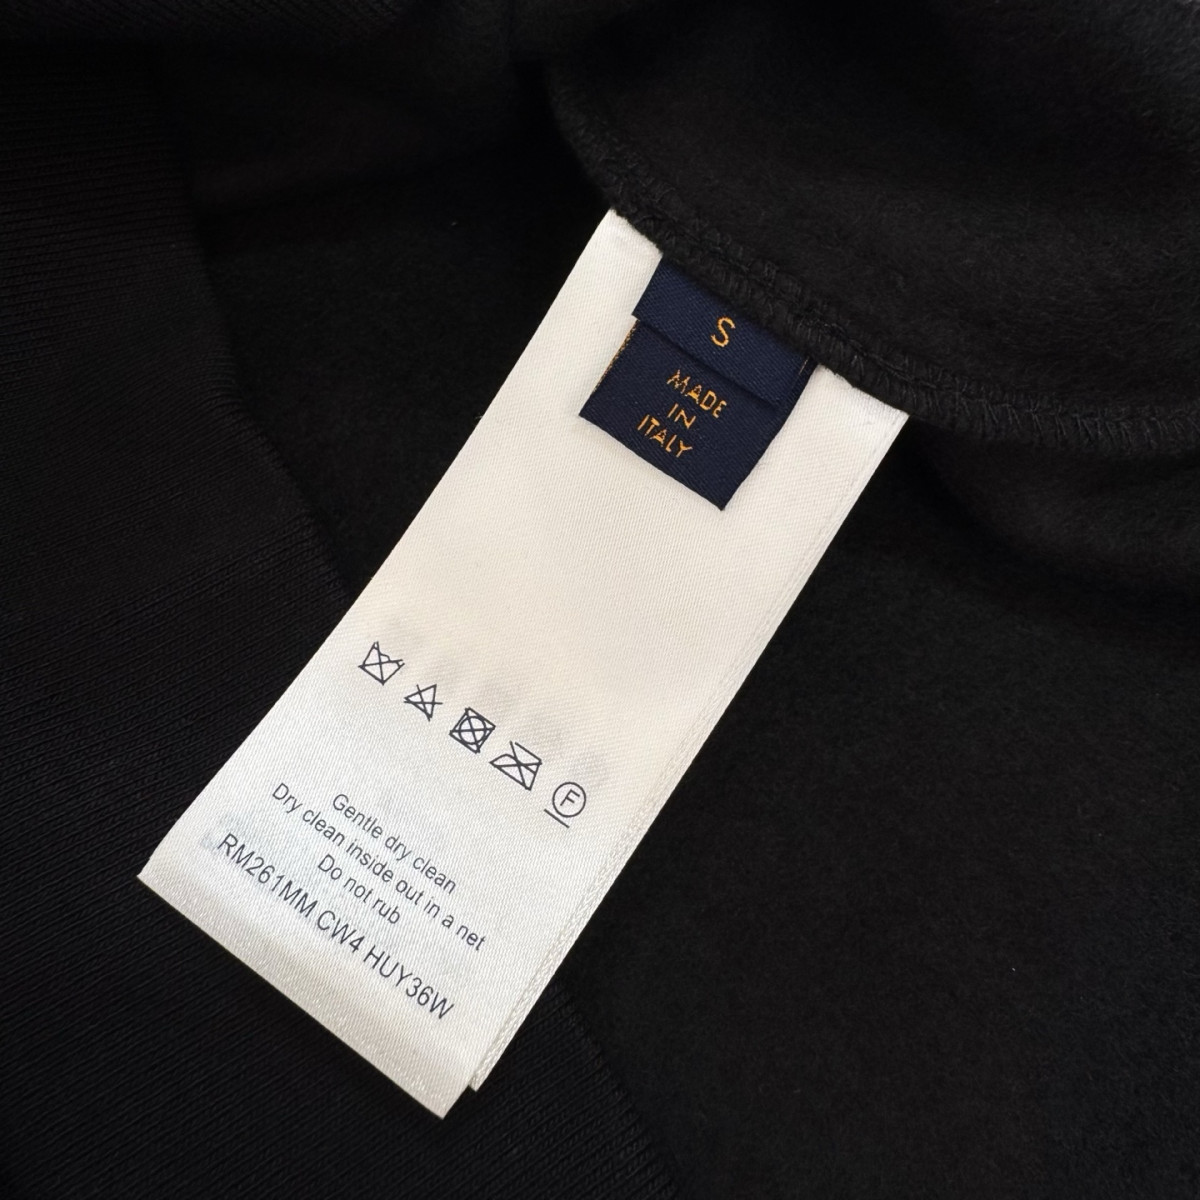 S
MADE
IN
ITALY
F
Gentle dry clean
Dry clean inside out in a net
Do not rub
RM261MM CW4 HUY36W